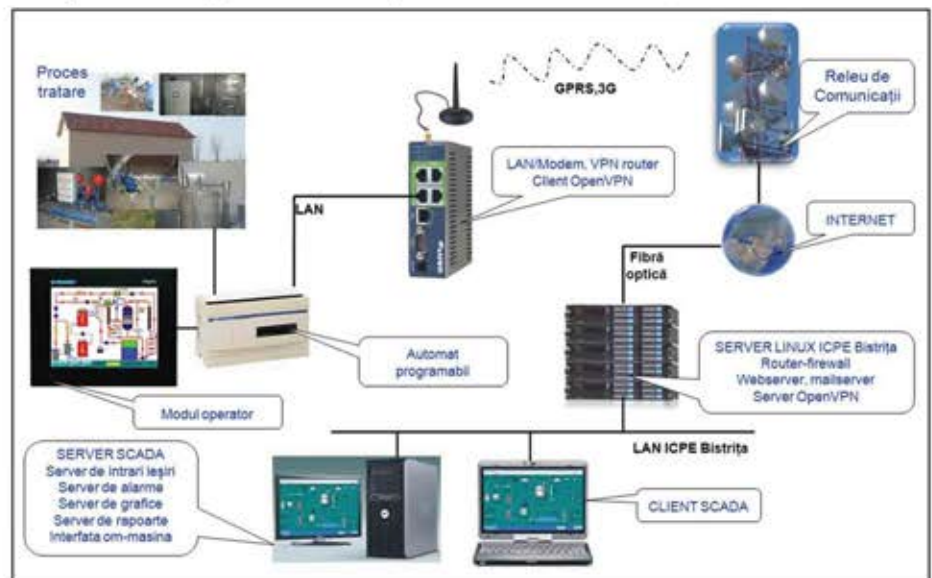 Proces
tratare
GPRS,3G
Releu de
Comunicații
LAN/Modem, VPN router
Client OpenVPN
LAN
INTERNET
Fibră
optică
Automat
programabil
SERVER LINUX ICPE Bistrița
Router-firewall
Webserver, mailserver
Server OpenVPN
Modul operator
LAN ICPE Bistrița
SERVER SCADA
Server de intrari ieșiri
Server de alarme
Server de grafice
Server de rapoarte
Interfata om-masina
CLIENT SCADA